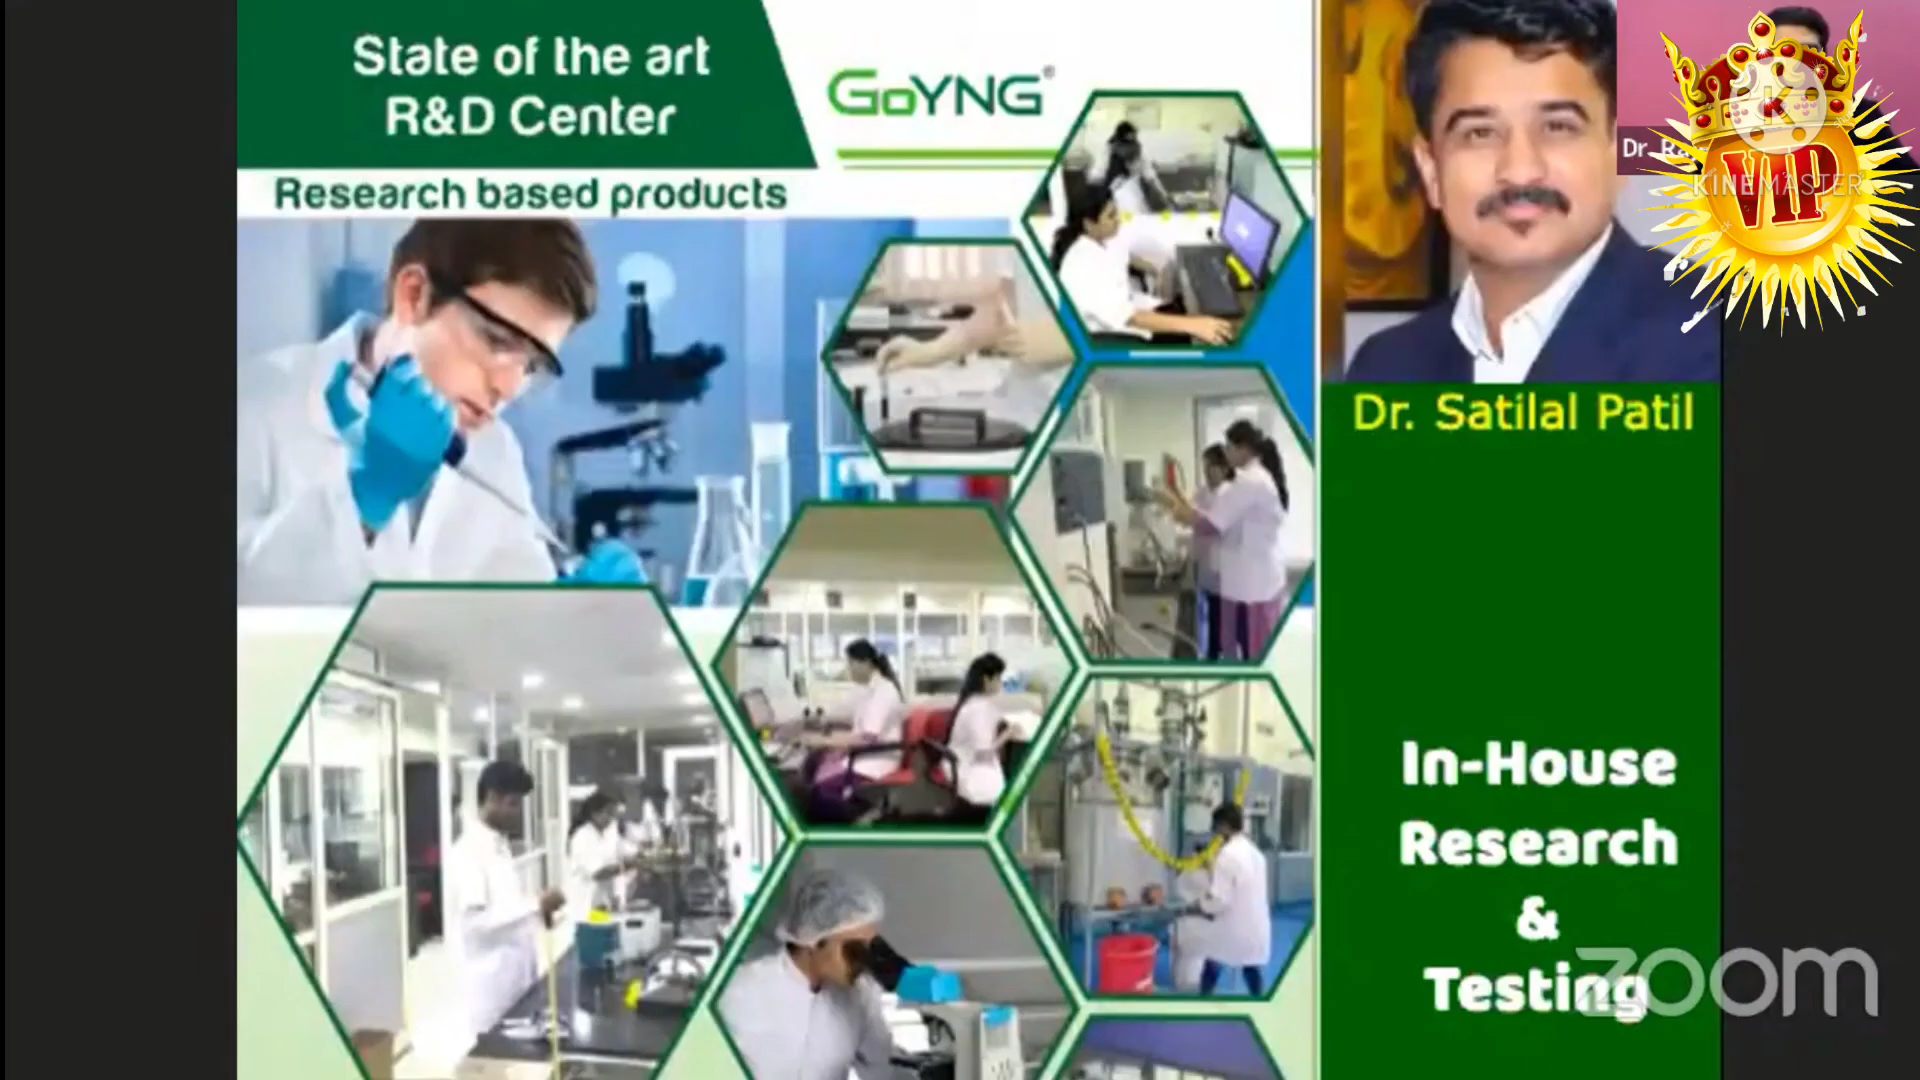 State of the art
R&D Center
GoYNG®
Research based products
Dr.
K
VIP
KINEMASTER
Dr. Satilal Patil
In-House
Research
&
Testing
zoom